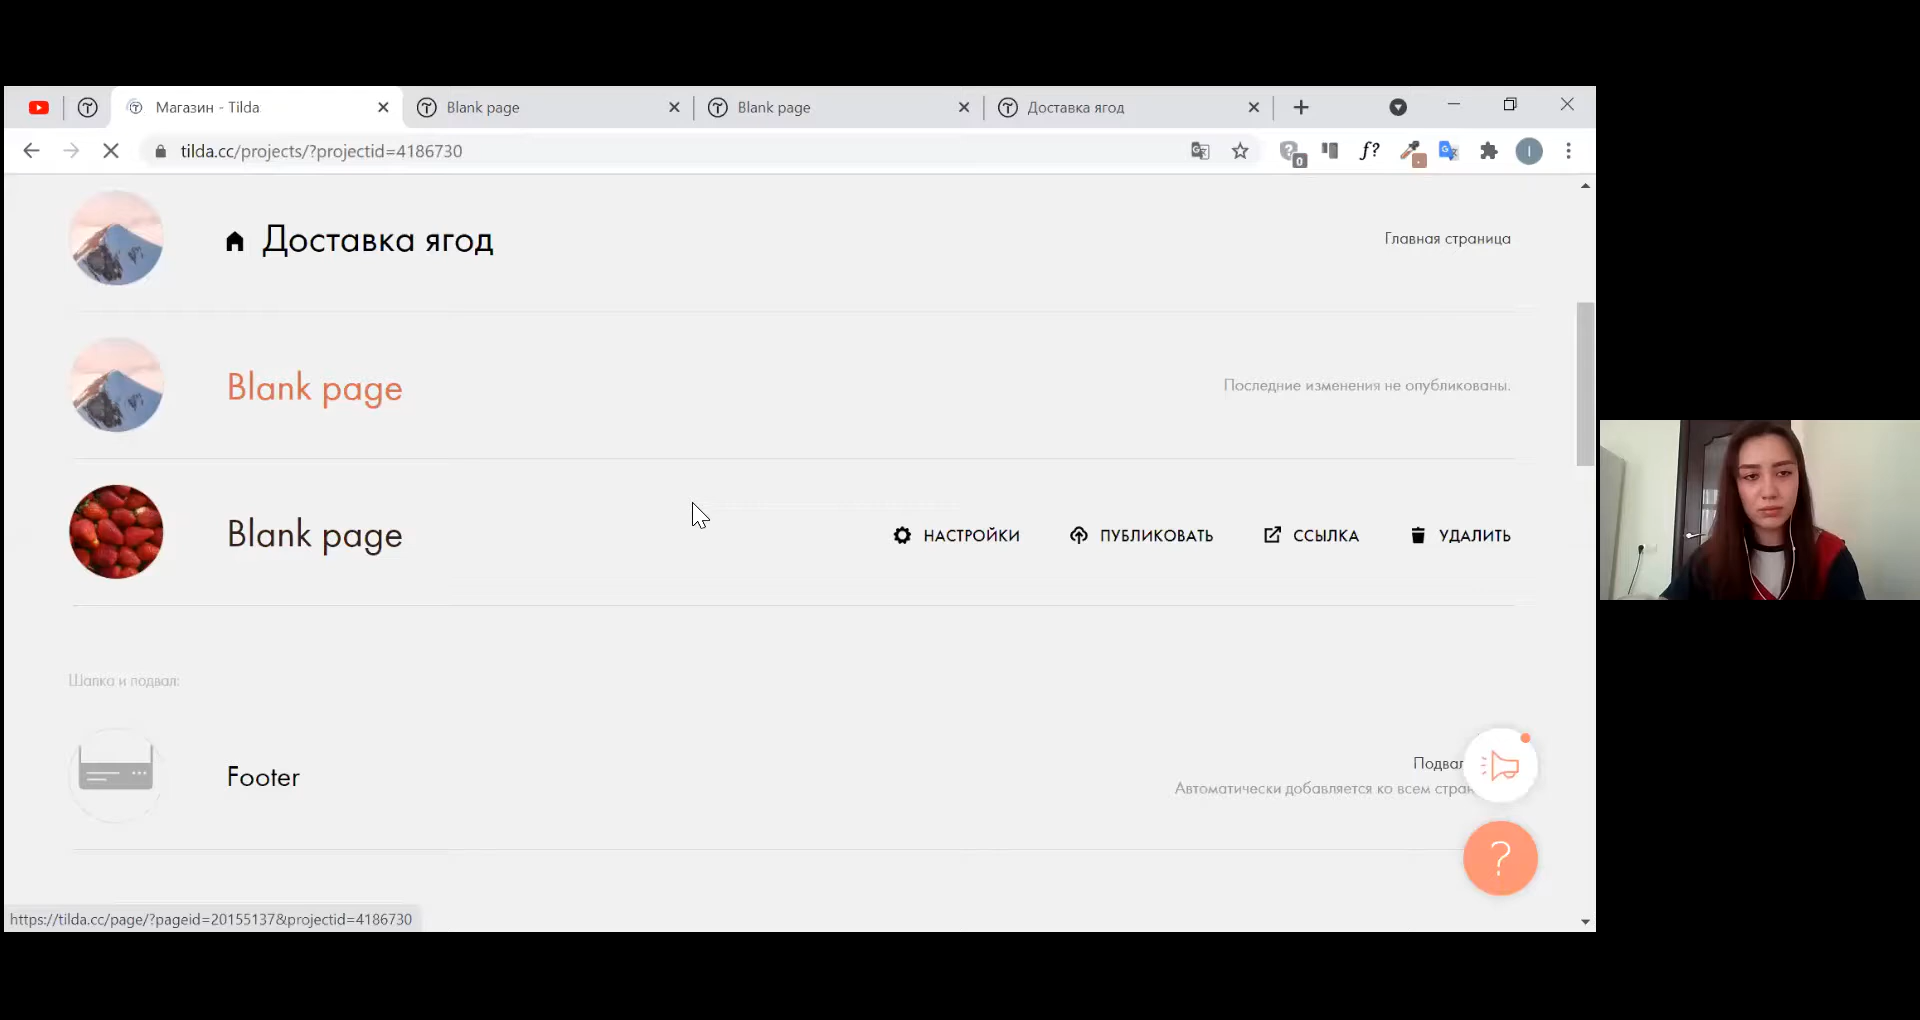 Магазин - Tilda
Blank page
Blank page
Доставка ягод
tilda.cc/projects/?projectid=4186730
f?
0
I
Доставка ягод
Главная страница
Blank page
Последние изменения не опубликованы.
Blank page
НАСТРОЙКИ
ПУБЛИКОВАТЬ
ССЫЛКА
УДАЛИТЬ
Шапка и подвал:
Footer
Подвал
Автоматически добавляется ко всем стран
?
https://tilda.cc/page/?pageid=20155137&projectid=4186730